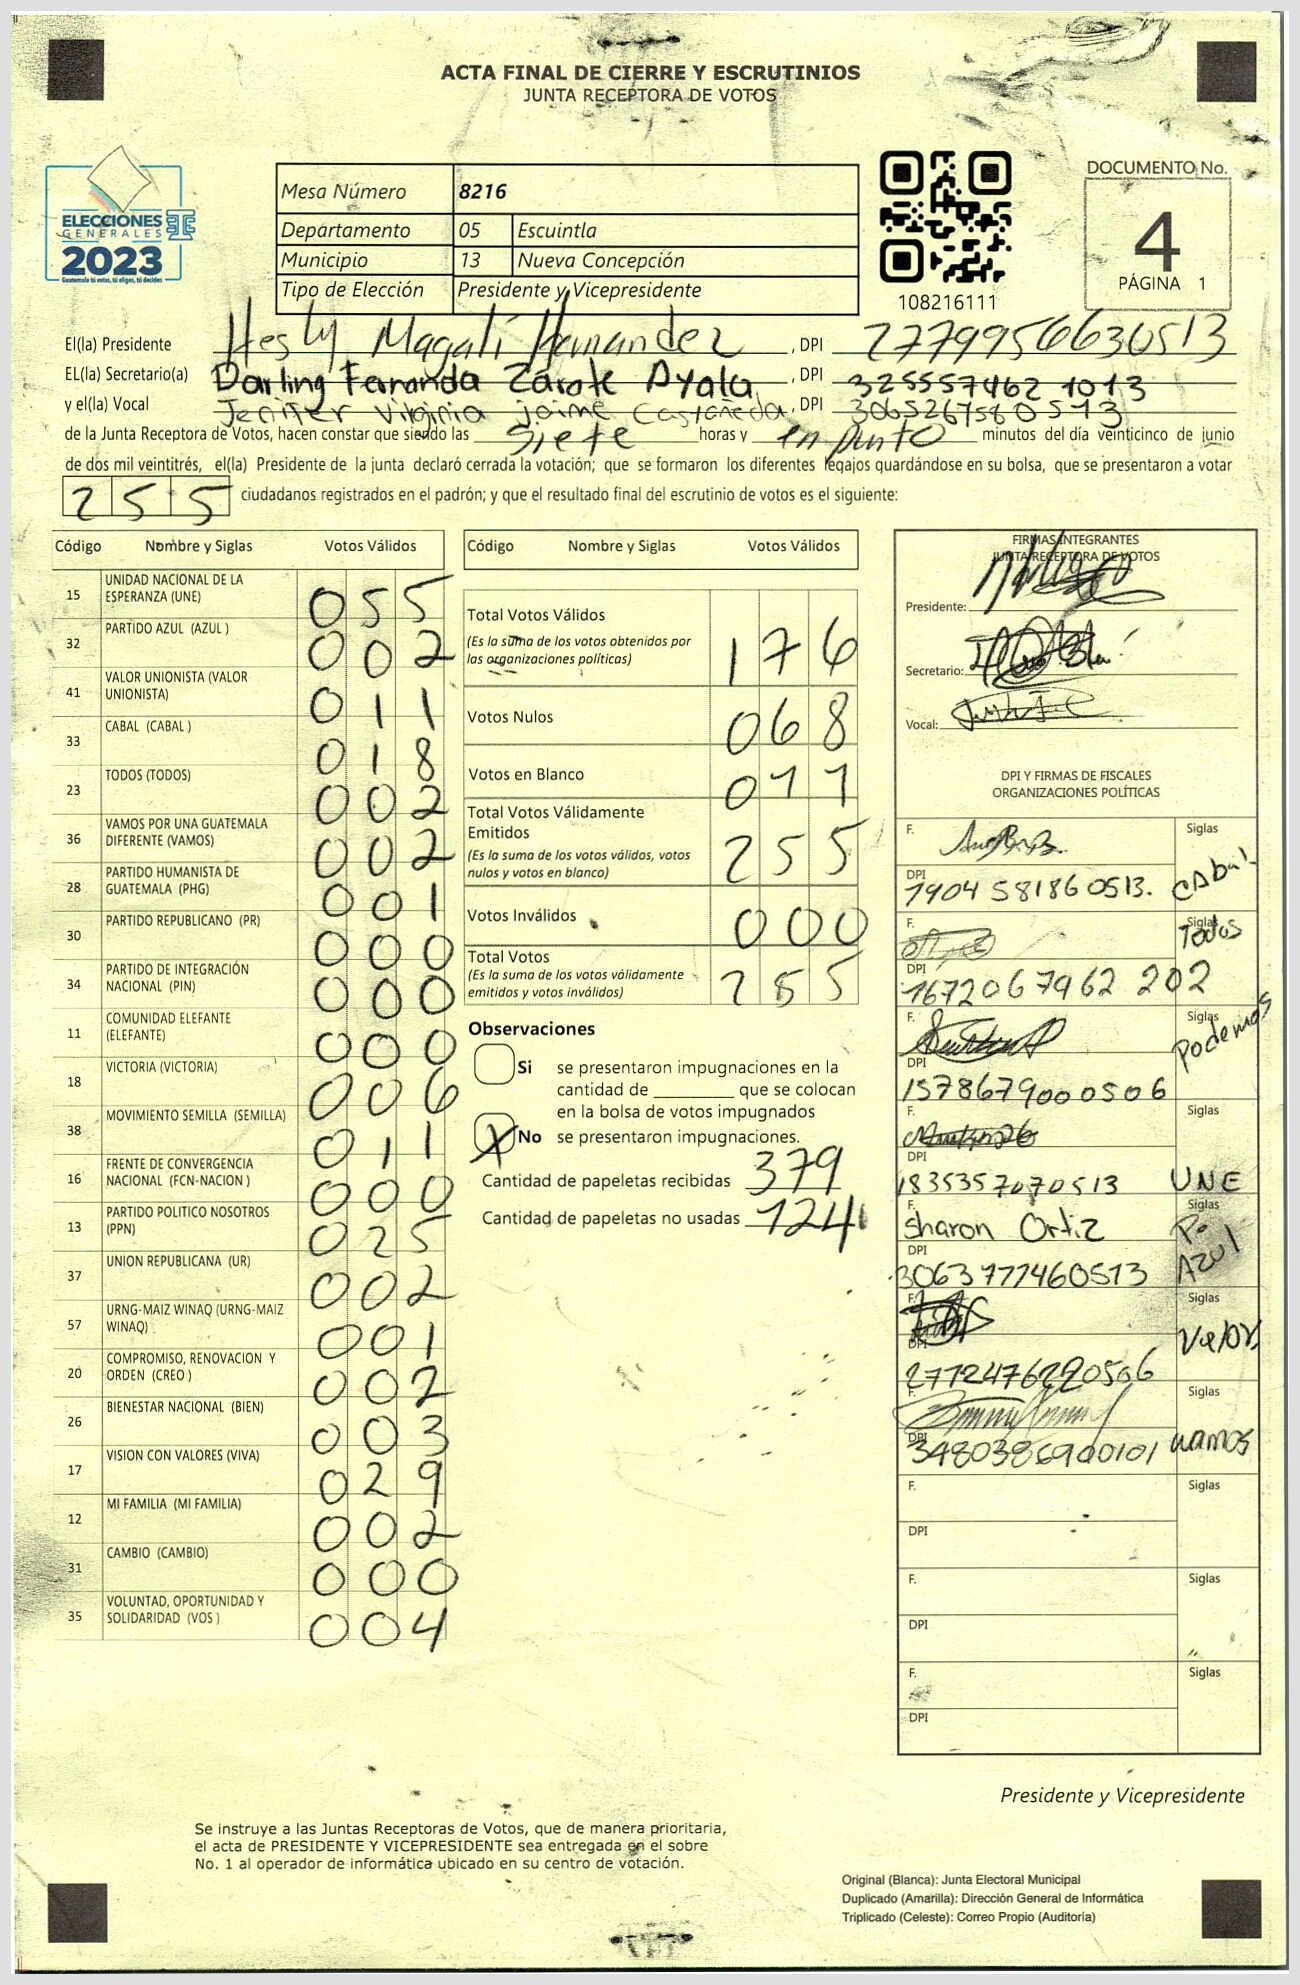 ACTA FINAL DE CIERRE Y ESCRUTINIOS
JUNTA RECEPTORA DE VOTOS
ELECCIONES
GENERALES
2023
Guatemala tú votas, tú eliges, tú decides
Mesa Número 8216
Departamento 05 Escuintla
Municipio 13 Nueva Concepción
Tipo de Elección Presidente y Vicepresidente
108216111
DOCUMENTO No.
4
PÁGINA 1
El(la) Presidente Hesly Magali Hernandez, DPI 2779956630513
EL(la) Secretario(a) Darling Fernanda Zarate Ayala, DPI 3255574621013
y el(la) Vocal Jenifer Virginia jaime Castañeda, DPI 3065267580513
de la Junta Receptora de Votos, hacen constar que siendo las siete horas y en punto minutos del día veinticinco de junio
de dos mil veintitrés, el(la) Presidente de la junta declaró cerrada la votación; que se formaron los diferentes legajos guardándose en su bolsa, que se presentaron a votar
255 ciudadanos registrados en el padrón; y que el resultado final del escrutinio de votos es el siguiente:
Código Nombre y Siglas Votos Válidos
15 UNIDAD NACIONAL DE LA ESPERANZA (UNE) 055
32 PARTIDO AZUL (AZUL ) 002
41 VALOR UNIONISTA (VALOR UNIONISTA) 011
33 CABAL (CABAL ) 018
23 TODOS (TODOS) 002
36 VAMOS POR UNA GUATEMALA DIFERENTE (VAMOS) 002
28 PARTIDO HUMANISTA DE GUATEMALA (PHG) 001
30 PARTIDO REPUBLICANO (PR) 000
34 PARTIDO DE INTEGRACIÓN NACIONAL (PIN) 000
11 COMUNIDAD ELEFANTE (ELEFANTE) 000
18 VICTORIA (VICTORIA) 006
38 MOVIMIENTO SEMILLA (SEMILLA) 011
16 FRENTE DE CONVERGENCIA NACIONAL (FCN-NACION ) 000
13 PARTIDO POLITICO NOSOTROS (PPN) 025
37 UNION REPUBLICANA (UR) 002
57 URNG-MAIZ WINAQ (URNG-MAIZ WINAQ) 001
20 COMPROMISO, RENOVACION Y ORDEN (CREO ) 002
26 BIENESTAR NACIONAL (BIEN) 003
17 VISION CON VALORES (VIVA) 029
12 MI FAMILIA (MI FAMILIA) 002
31 CAMBIO (CAMBIO) 000
35 VOLUNTAD, OPORTUNIDAD Y SOLIDARIDAD (VOS ) 004
Código Nombre y Siglas Votos Válidos
Total Votos Válidos 176
(Es la suma de los votos obtenidos por
las organizaciones políticas)
Votos Nulos 068
Votos en Blanco 011
Total Votos Válidamente
Emitidos 255
(Es la suma de los votos válidos, votos
nulos y votos en blanco)
Votos Inválidos 000
Total Votos 255
(Es la suma de los votos válidamente
emitidos y votos inválidos)
Observaciones
Si se presentaron impugnaciones en la
cantidad de ________ que se colocan
en la bolsa de votos impugnados
X No se presentaron impugnaciones.
Cantidad de papeletas recibidas 379
Cantidad de papeletas no usadas 124
FIRMAS INTEGRANTES
JUNTA RECEPTORA DE VOTOS
Presidente:
Secretario:
Vocal:
DPI Y FIRMAS DE FISCALES
ORGANIZACIONES POLÍTICAS
F. Siglas
DPI 1904 581860513. CAbal
F. Siglas Todos
DPI 1672067962202
F. Siglas Podemos
DPI 1578679000506
F. Siglas
DPI 1835357070513 UNE
F. Sharon Ortiz Siglas P. Azul
DPI 3063777460513
F. Siglas Valor
DPI 2772476220506
F. Siglas
DPI 3480386900101 vamos
F. Siglas
DPI
F. Siglas
DPI
F. Siglas
DPI
Presidente y Vicepresidente
Se instruye a las Juntas Receptoras de Votos, que de manera prioritaria,
el acta de PRESIDENTE Y VICEPRESIDENTE sea entregada en el sobre
No. 1 al operador de informática ubicado en su centro de votación.
Original (Blanca): Junta Electoral Municipal
Duplicado (Amarilla): Dirección General de Informática
Triplicado (Celeste): Correo Propio (Auditoría)